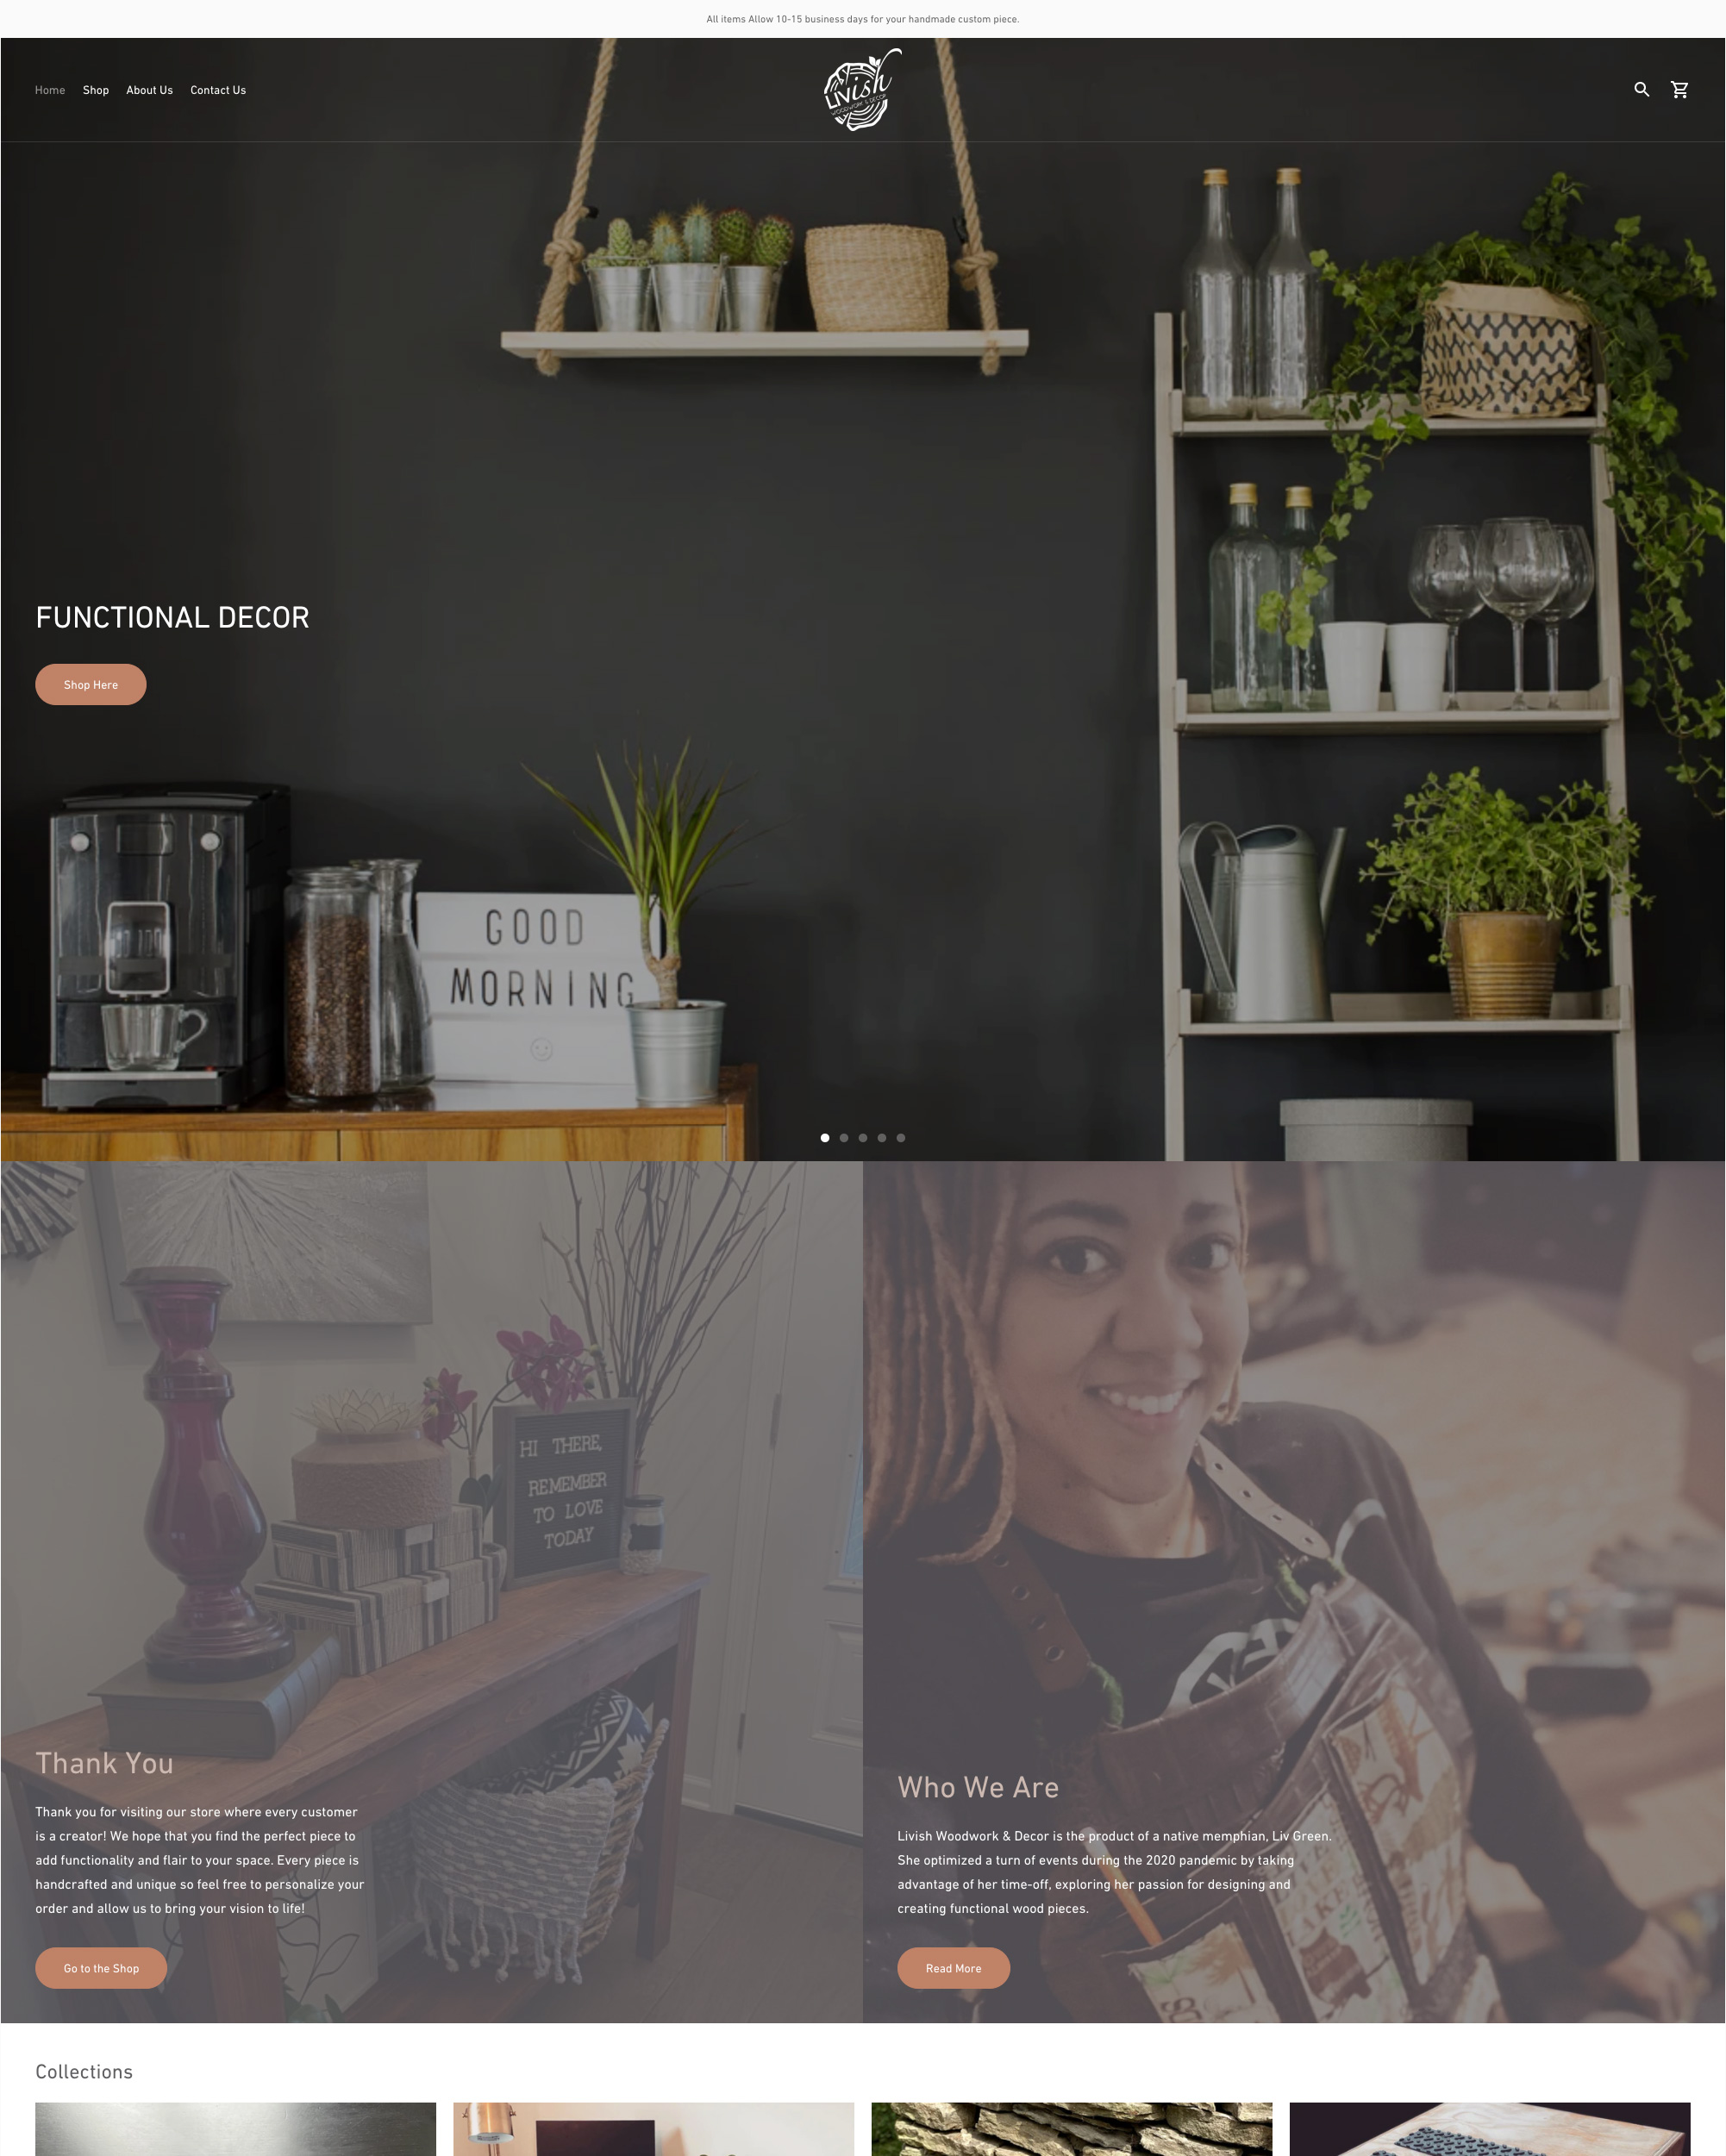 All items Allow 10-15 business days for your handmade custom piece.
Home Shop About Us Contact Us
LIVish
WOODWORK & DECOR
FUNCTIONAL DECOR
Shop Here
GOOD
MORNING
HI THERE,
REMEMBER
TO LOVE
TODAY
Thank You
Thank you for visiting our store where every customer
is a creator! We hope that you find the perfect piece to
add functionality and flair to your space. Every piece is
handcrafted and unique so feel free to personalize your
order and allow us to bring your vision to life!
Go to the Shop
Who We Are
Livish Woodwork & Decor is the product of a native memphian, Liv Green.
She optimized a turn of events during the 2020 pandemic by taking
advantage of her time-off, exploring her passion for designing and
creating functional wood pieces.
Read More
Collections